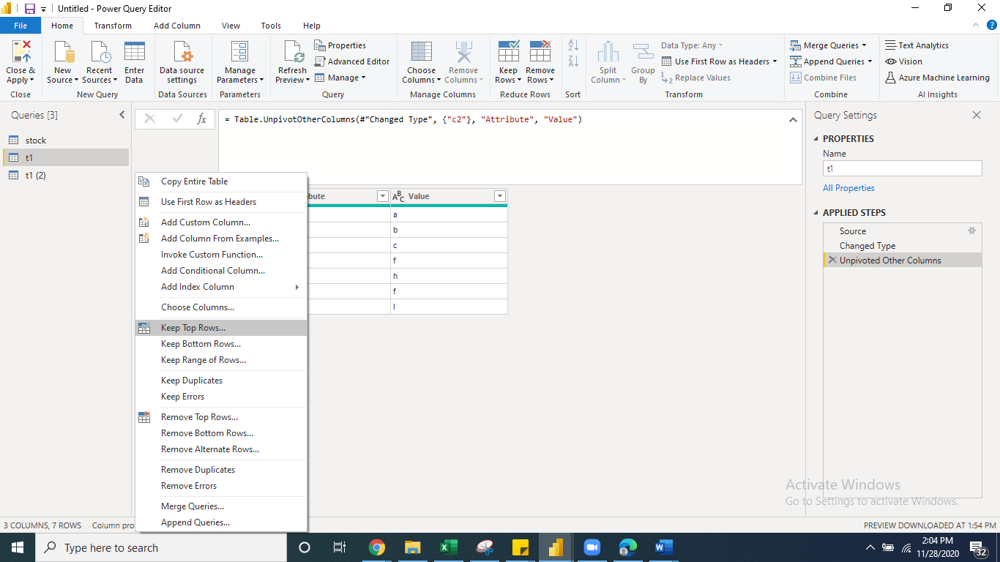 Untitled - Power Query Editor
File Home Transform Add Column View Tools Help
Close & Apply
Close
New Source
Recent Sources
Enter Data
New Query
Data source settings
Data Sources
Manage Parameters
Parameters
Refresh Preview
Properties
Advanced Editor
Manage
Query
Choose Columns
Remove Columns
Manage Columns
Keep Rows
Remove Rows
Reduce Rows
Sort
Split Column
Group By
Data Type: Any
Use First Row as Headers
Replace Values
Transform
Merge Queries
Append Queries
Combine Files
Combine
Text Analytics
Vision
Azure Machine Learning
AI Insights
Queries [3]
stock
t1
t1 (2)
fx
= Table.UnpivotOtherColumns(#"Changed Type", {"c2"}, "Attribute", "Value")
Copy Entire Table
Use First Row as Headers
Add Custom Column...
Add Column From Examples...
Invoke Custom Function...
Add Conditional Column...
Add Index Column
Choose Columns...
Keep Top Rows...
Keep Bottom Rows...
Keep Range of Rows...
Keep Duplicates
Keep Errors
Remove Top Rows...
Remove Bottom Rows...
Remove Alternate Rows...
Remove Duplicates
Remove Errors
Merge Queries...
Append Queries...
bute
ABC Value
a
b
c
f
h
f
l
Query Settings
PROPERTIES
Name
t1
All Properties
APPLIED STEPS
Source
Changed Type
Unpivoted Other Columns
Activate Windows
Go to Settings to activate Windows.
3 COLUMNS, 7 ROWS Column pro
PREVIEW DOWNLOADED AT 1:54 PM
Type here to search
2:04 PM
11/28/2020
32